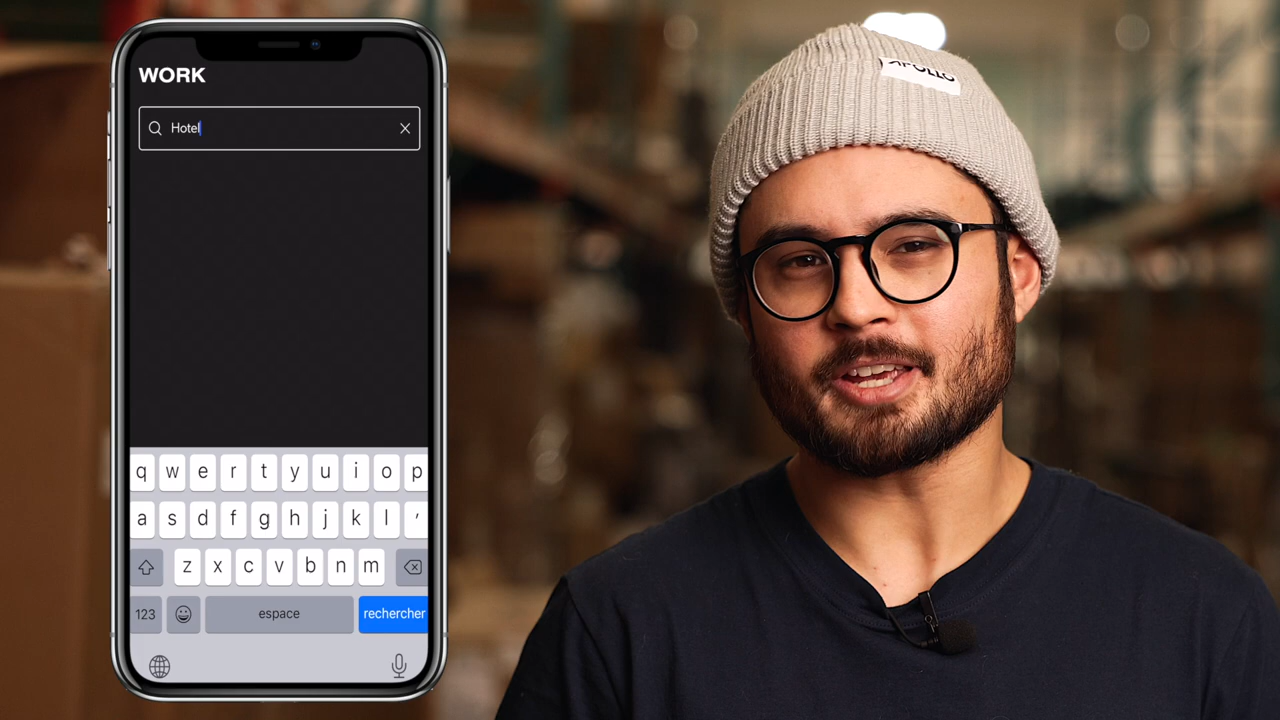 WORK
Hotel
q w e r t y u i o p
a s d f g h j k l ’
z x c v b n m
123 espace rechercher
APOLLO